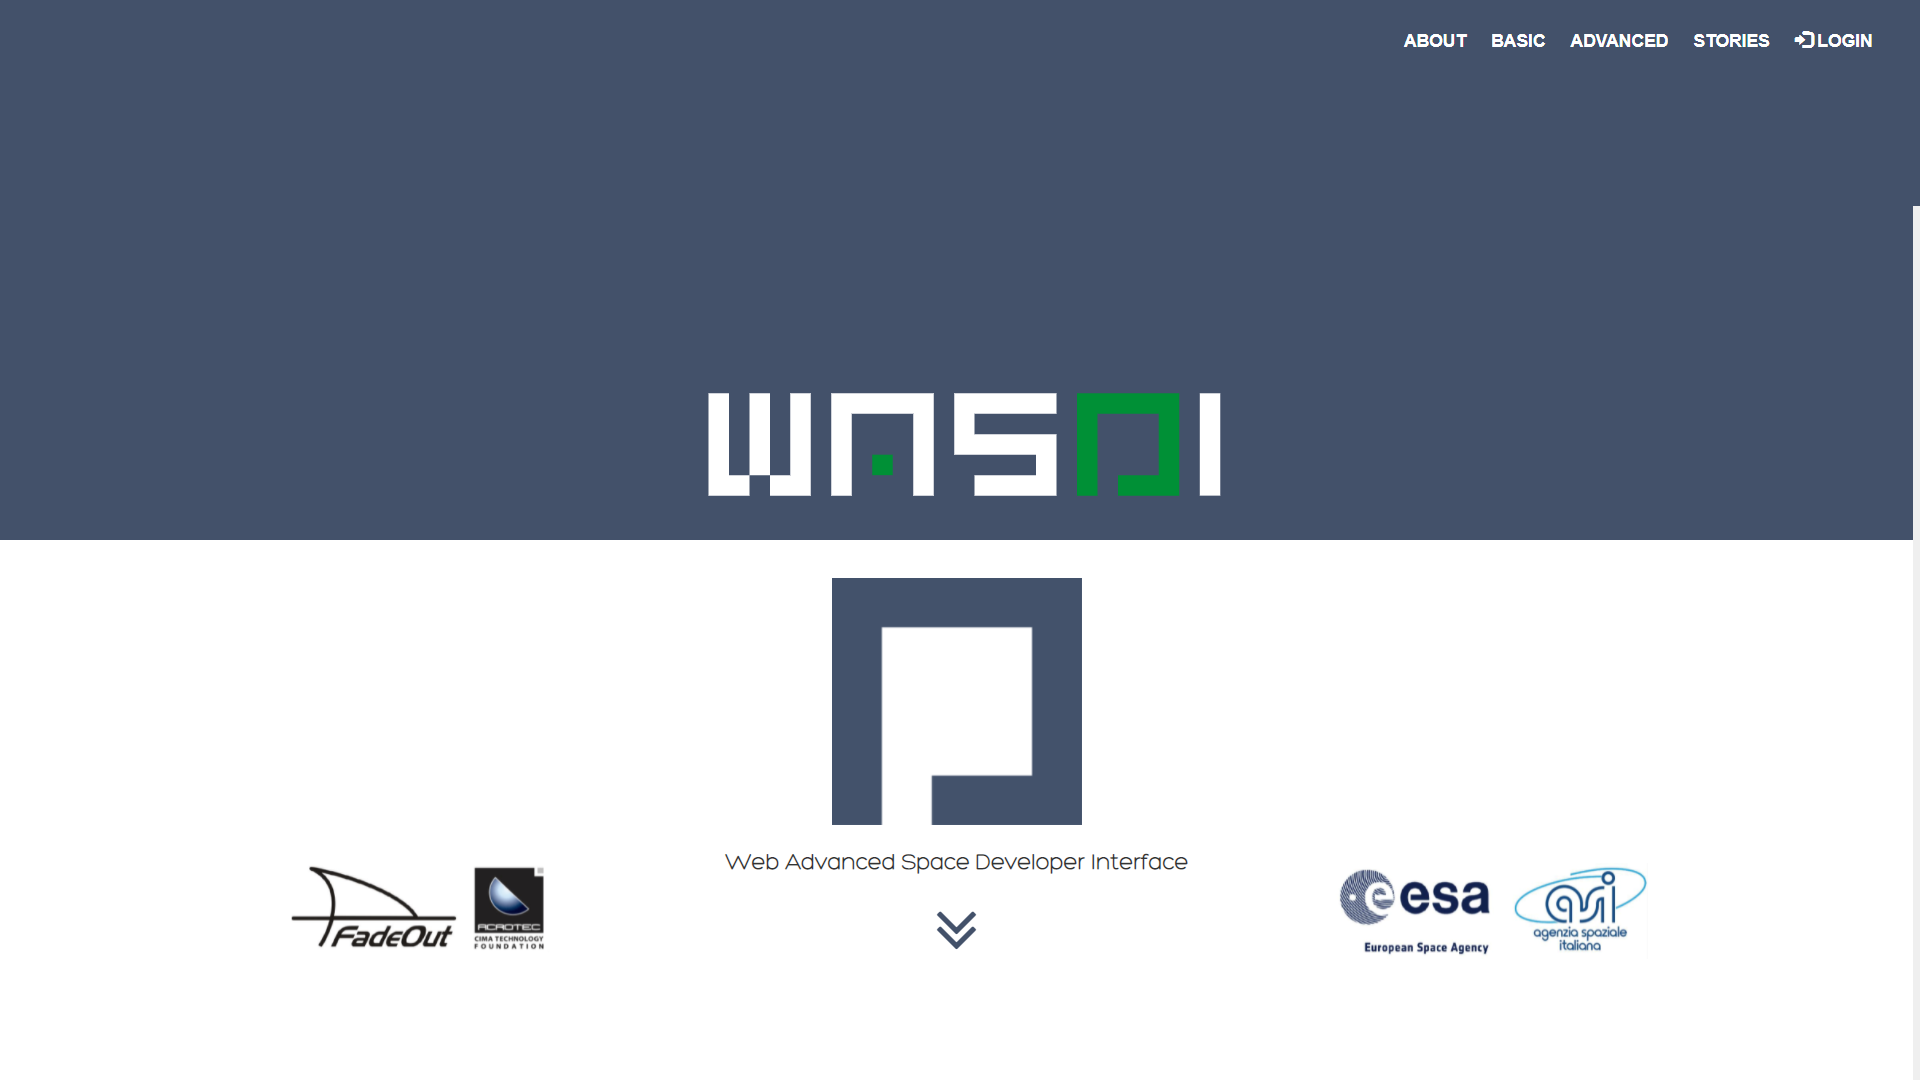 ABOUT BASIC ADVANCED STORIES LOGIN
WASDI
Web Advanced Space Developer Interface
FadeOut
ACROTEC
CIMA TECHNOLOGY
FOUNDATION
esa
European Space Agency
asi
agenzia spaziale
italiana